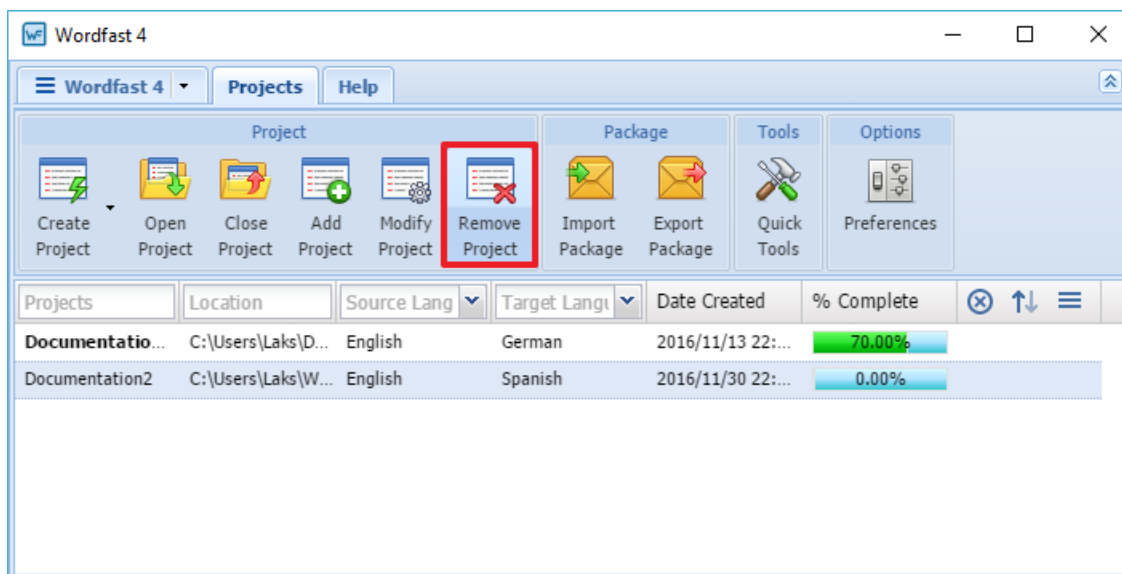 Wordfast 4
Wordfast 4 Projects Help
Project Package Tools Options
Create Project
Open Project
Close Project
Add Project
Modify Project
Remove Project
Import Package
Export Package
Quick Tools
Preferences
Projects Location Source Lang Target Langu Date Created % Complete
Documentatio... C:\Users\Laks\D... English German 2016/11/13 22:... 70.00%
Documentation2 C:\Users\Laks\W... English Spanish 2016/11/30 22:... 0.00%